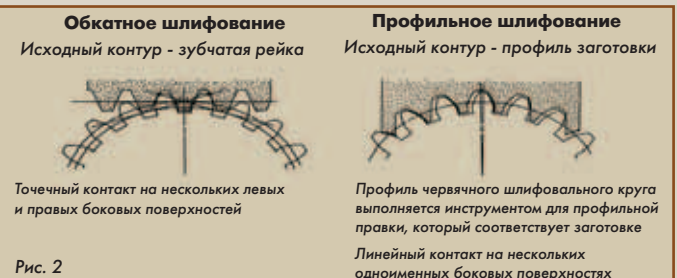 Обкатное шлифование
Исходный контур - зубчатая рейка
Точечный контакт на нескольких левых
и правых боковых поверхностей
Рис. 2
Профильное шлифование
Исходный контур - профиль заготовки
Профиль червячного шлифовального круга
выполняется инструментом для профильной
правки, который соответствует заготовке
Линейный контакт на нескольких
одноименных боковых поверхностях